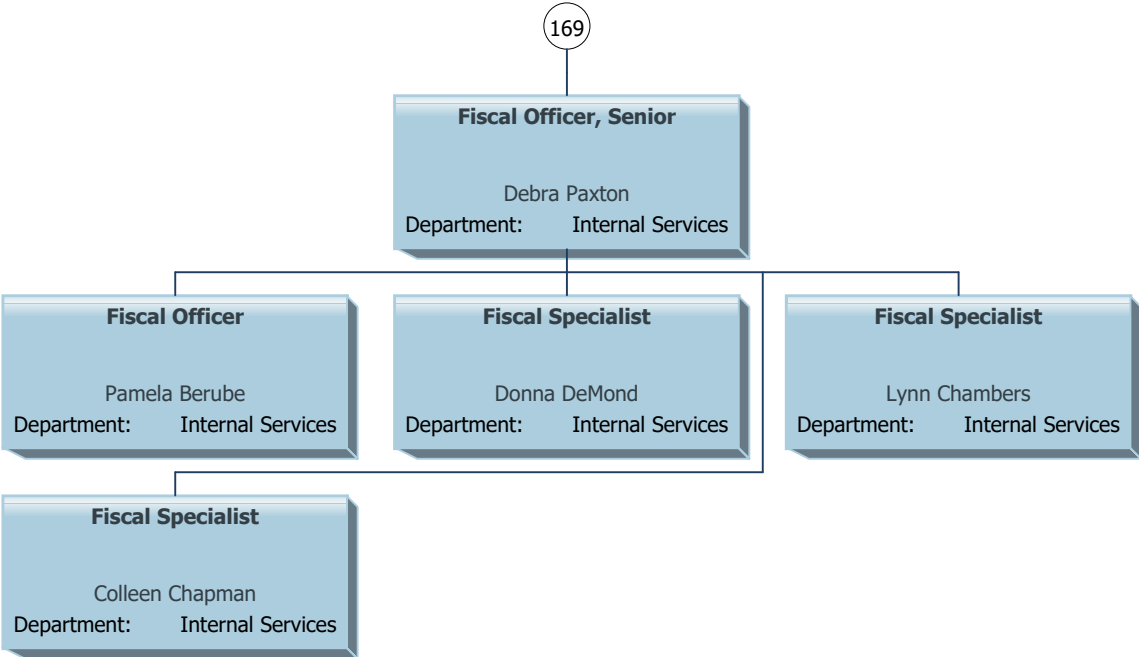 169
Fiscal Officer, Senior
Debra Paxton
Department: Internal Services
Fiscal Officer
Pamela Berube
Department: Internal Services
Fiscal Specialist
Donna DeMond
Department: Internal Services
Fiscal Specialist
Lynn Chambers
Department: Internal Services
Fiscal Specialist
Colleen Chapman
Department: Internal Services